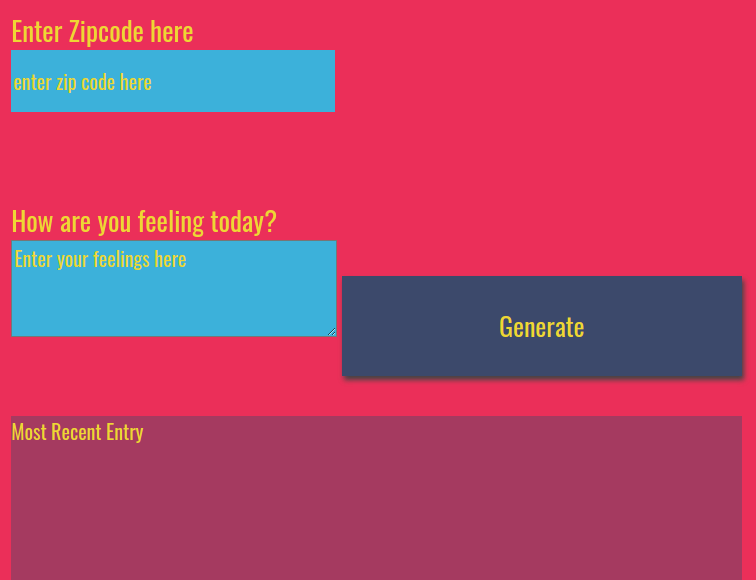 Enter Zipcode here
enter zip code here
How are you feeling today?
Enter your feelings here
Generate
Most Recent Entry